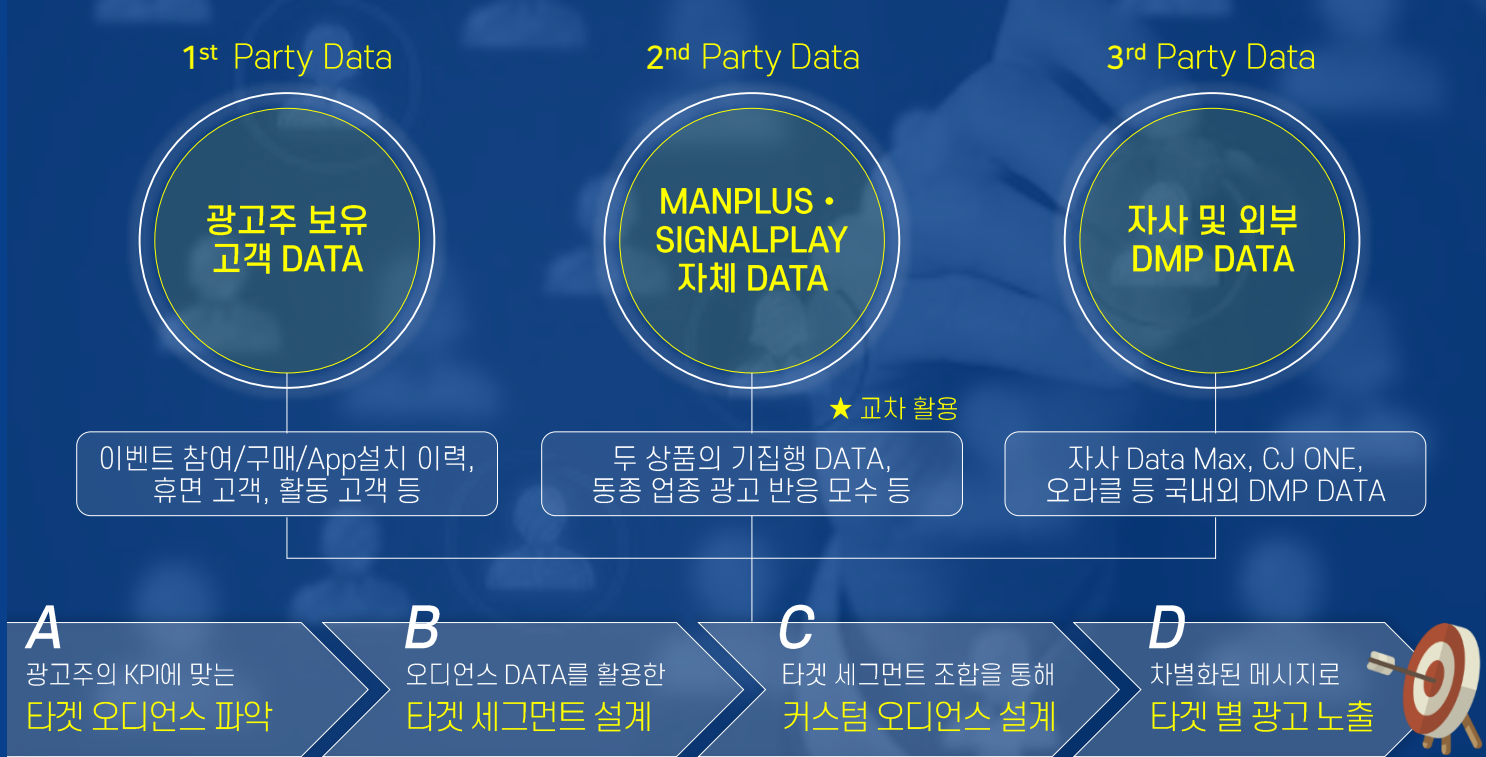 1st Party Data
2nd Party Data
3rd Party Data
광고주 보유
고객 DATA
MANPLUS •
SIGNALPLAY
자체 DATA
자사 및 외부
DMP DATA
★ 교차 활용
이벤트 참여/구매/App설치 이력,
휴면 고객, 활동 고객 등
두 상품의 기집행 DATA,
동종 업종 광고 반응 모수 등
자사 Data Max, CJ ONE,
오라클 등 국내외 DMP DATA
A
광고주의 KPI에 맞는
타겟 오디언스 파악
B
오디언스 DATA를 활용한
타겟 세그먼트 설계
C
타겟 세그먼트 조합을 통해
커스텀 오디언스 설계
D
차별화된 메시지로
타겟 별 광고 노출